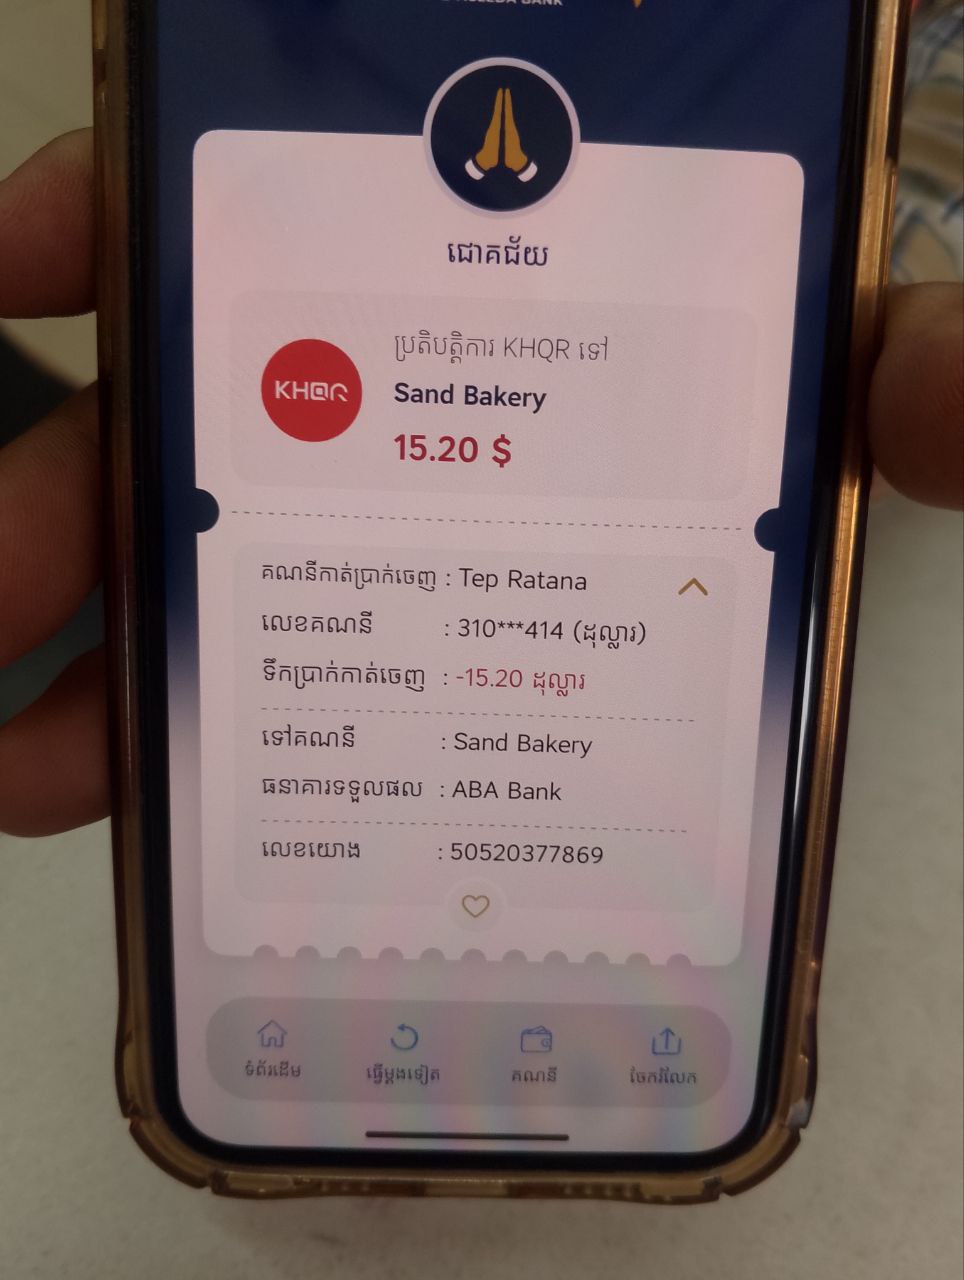 ACLEDA BANK
ជោគជ័យ
ប្រតិបត្តិការ KHQR ទៅ
KHQR
Sand Bakery
15.20 $
គណនីកាត់ប្រាក់ចេញ : Tep Ratana
លេខគណនី : 310***414 (ដុល្លារ)
ទឹកប្រាក់កាត់ចេញ : -15.20 ដុល្លារ
ទៅគណនី : Sand Bakery
ធនាគារទទួលផល : ABA Bank
លេខយោង : 50520377869
ទំព័រដើម ធ្វើម្តងទៀត គណនី ចែករំលែក